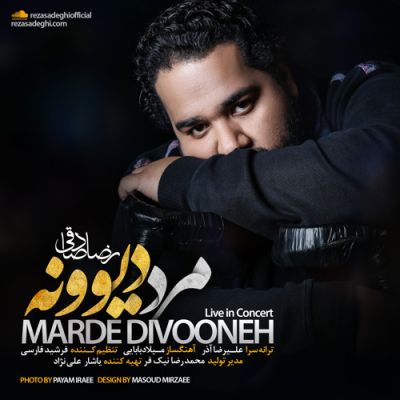 rezasadeghiofficial
rezasadeghi.com
رضا صادقی
مرد دیوونه
Live in Concert
MARDE DIVOONEH
ترانه سرا علیرضا آذر آهنگساز میلاد بابایی تنظیم کننده فرشید فارسی
مدیر تولید محمدرضا نیک فر تهیه کننده یاشار علی نژاد
PHOTO BY PAYAM IRAEE DESIGN BY MASOUD MIRZAEE